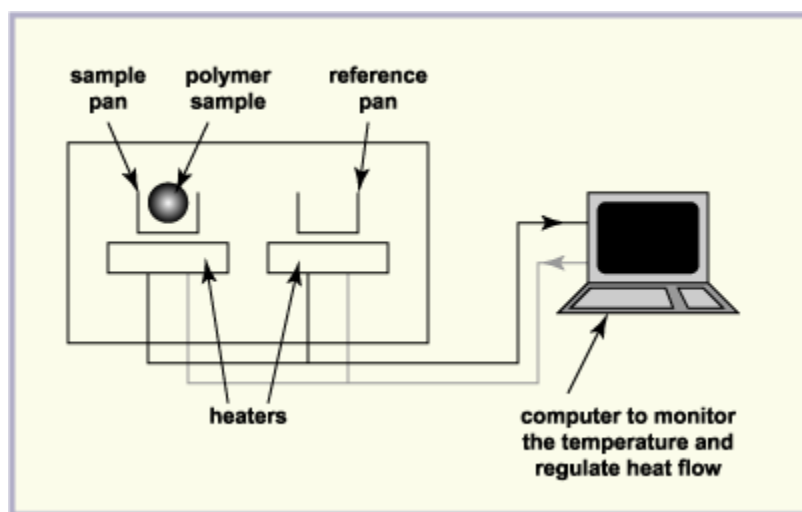 sample
pan
polymer
sample
reference
pan
heaters
computer to monitor
the temperature and
regulate heat flow